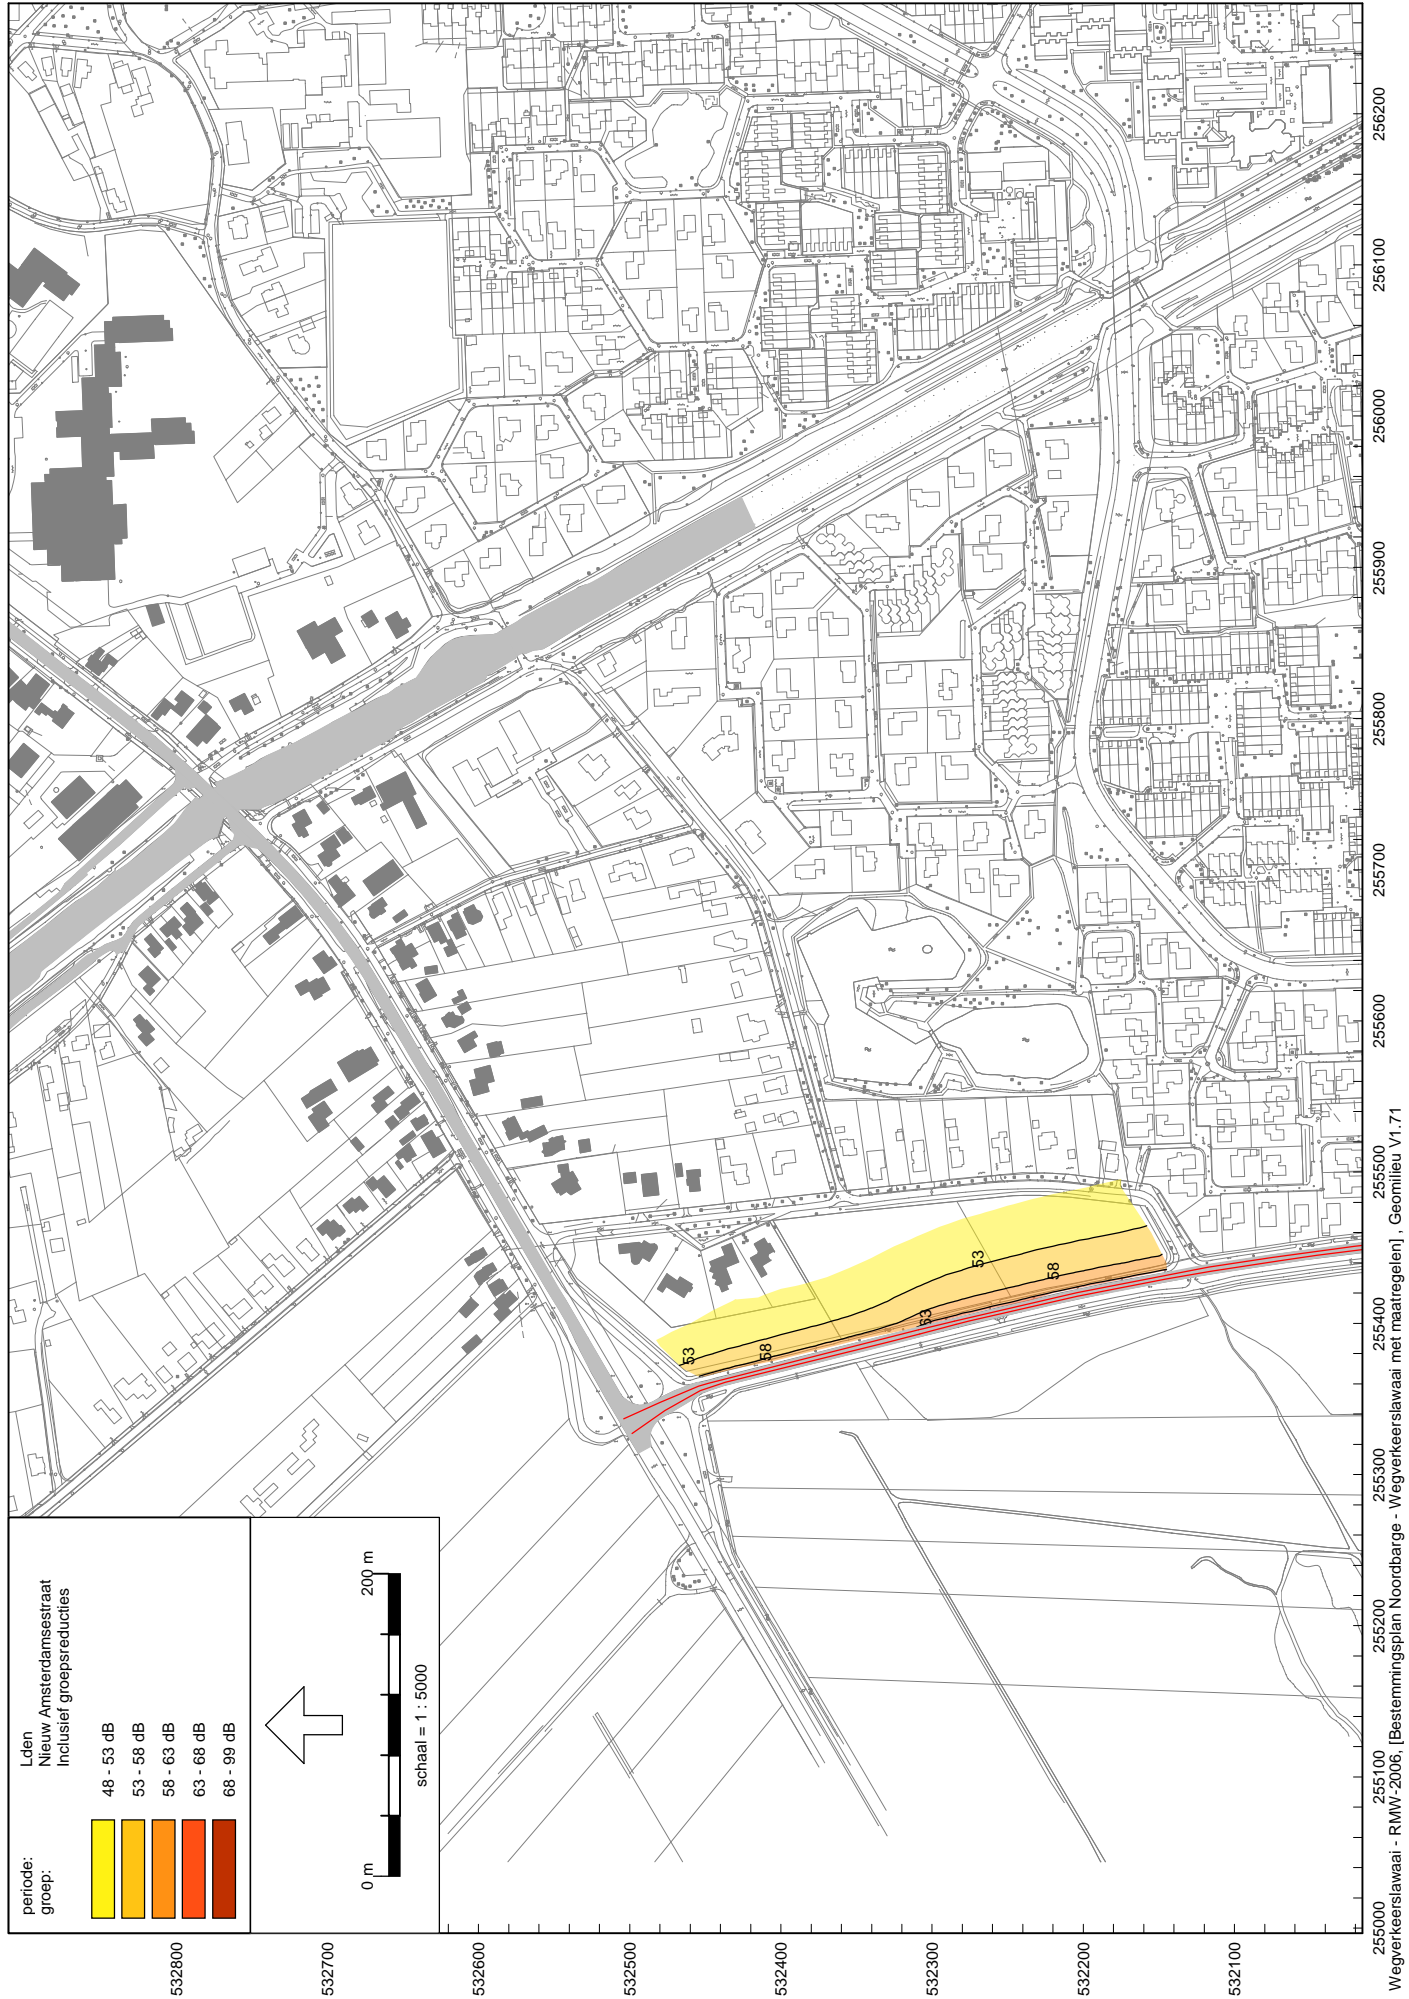 periode: Lden
groep: Nieuw Amsterdamsestraat
Inclusief groepsreducties
48 - 53 dB
53 - 58 dB
58 - 63 dB
63 - 68 dB
68 - 99 dB
0 m 200 m
schaal = 1 : 5000
53
58
63
53
58
532800
532700
532600
532500
532400
532300
532200
532100
255000 255100 255200 255300 255400 255500 255600 255700 255800 255900 256000 256100 256200
Wegverkeerslawaai - RMW-2006, [Bestemmingsplan Noordbarge - Wegverkeerslawaai met maatregelen] , Geomilieu V1.71